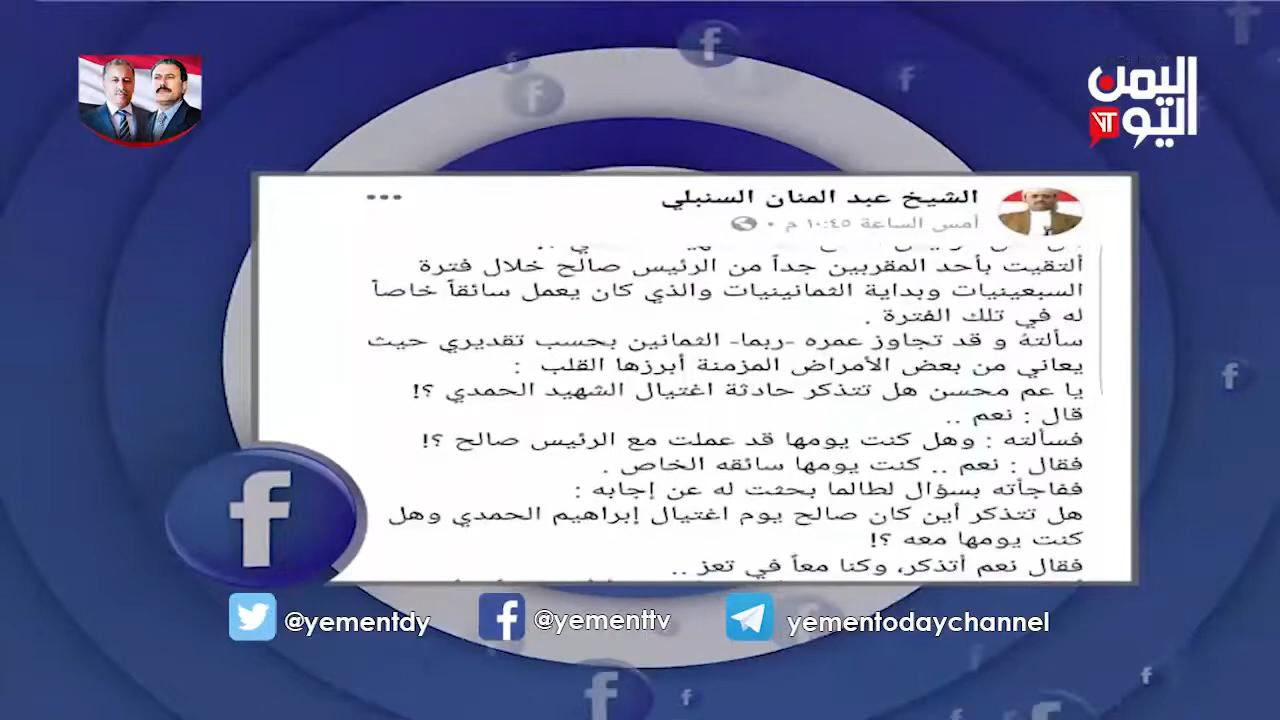 اليمن
اليوم
YT
الشيخ عبد المنان السنبلي
أمس الساعة ١٠:٤٥ م
ألتقيت بأحد المقربين جداً من الرئيس صالح خلال فترة
السبعينيات وبداية الثمانينيات والذي كان يعمل سائقاً خاصاً
له في تلك الفترة .
سألتهُ و قد تجاوز عمره -ربما- الثمانين بحسب تقديري حيث
يعاني من بعض الأمراض المزمنة أبرزها القلب :
يا عم محسن هل تتذكر حادثة اغتيال الشهيد الحمدي ؟!
قال : نعم ..
فسألته : وهل كنت يومها قد عملت مع الرئيس صالح ؟!
فقال : نعم .. كنت يومها سائقه الخاص .
ففاجأته بسؤال لطالما بحثت له عن إجابه :
هل تتذكر أين كان صالح يوم اغتيال إبراهيم الحمدي وهل
كنت يومها معه ؟!
فقال نعم أتذكر، وكنا معاً في تعز ..
@yementdy @yementtv yementodaychannel